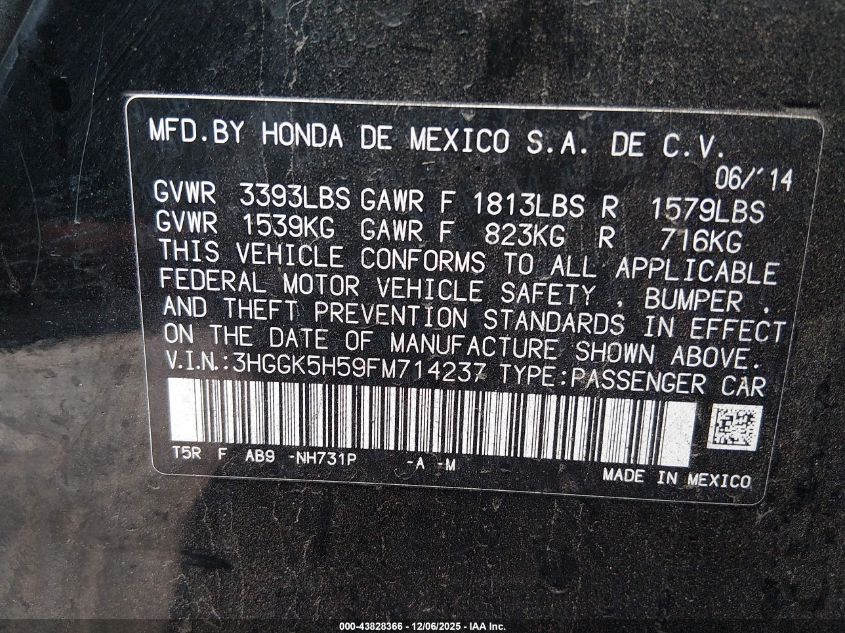 MFD.BY HONDA DE MEXICO S.A. DE C.V.
06/'14
GVWR 3393LBS GAWR F 1813LBS R 1579LBS
GVWR 1539KG GAWR F 823KG R 716KG
THIS VEHICLE CONFORMS TO ALL APPLICABLE
FEDERAL MOTOR VEHICLE SAFETY , BUMPER ,
AND THEFT PREVENTION STANDARDS IN EFFECT
ON THE DATE OF MANUFACTURE SHOWN ABOVE.
V.I.N.:3HGGK5H59FM714237 TYPE:PASSENGER CAR
T5R F AB9 -NH731P -A -M
MADE IN MEXICO
000-43828366 - 12/06/2025 - IAA Inc.